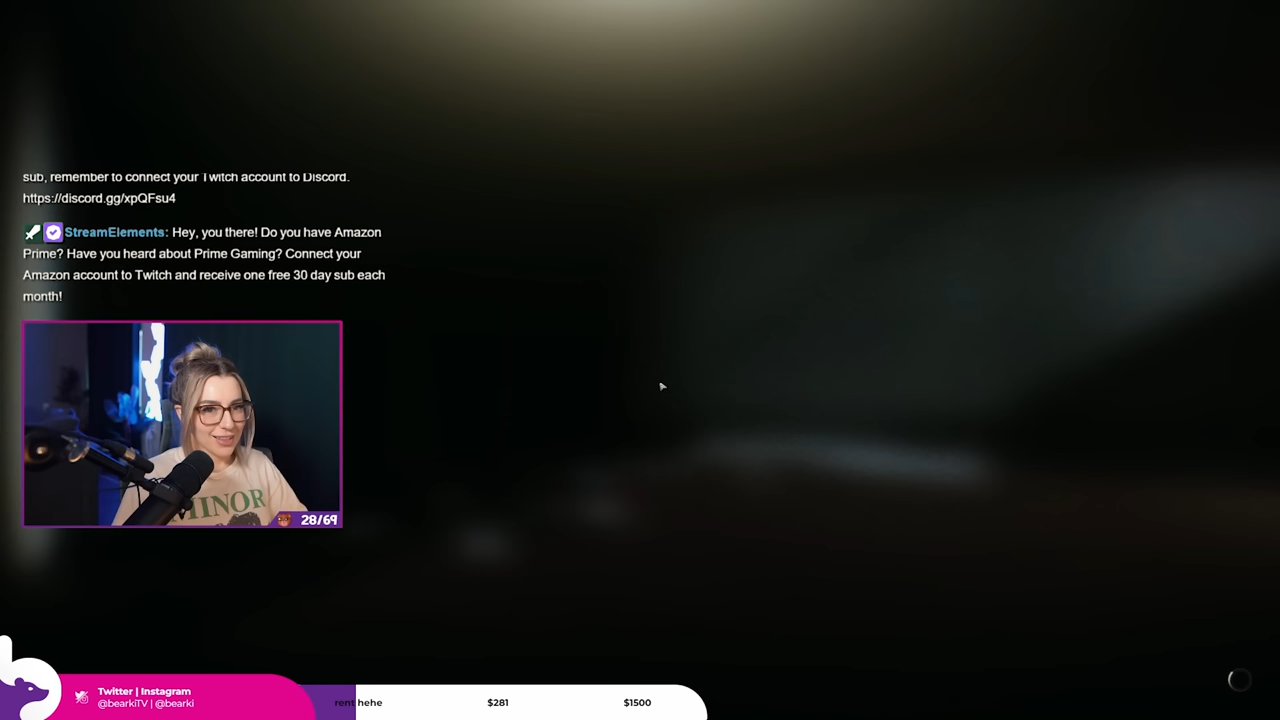 sub, remember to connect your Twitch account to Discord.
https://discord.gg/xpQFsu4
StreamElements: Hey, you there! Do you have Amazon
Prime? Have you heard about Prime Gaming? Connect your
Amazon account to Twitch and receive one free 30 day sub each
month!
MINOR
28/69
Twitter | Instagram
@bearkiTV | @bearki
rent hehe $281 $1500